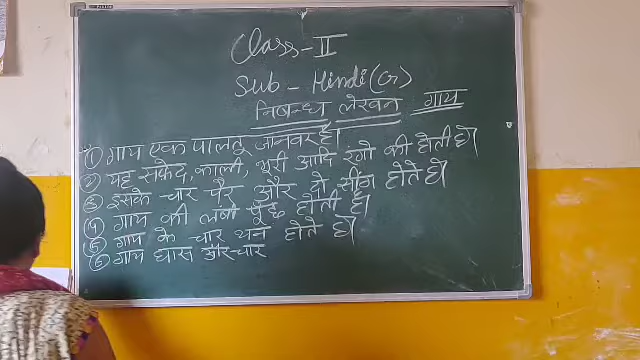 Class-II
Sub - Hindi (G)
निबन्ध लेखन गाय
① गाय एक पालतू जानवर है।
② यह सफेद, काली, भूरी आदि रंगो की होती है।
③ इसके चार पैर और दो सींग होते है।
④ गाय की लंबी पूँछ होती है।
⑤ गाय के चार थन होते है।
⑥ गाय घास और चार